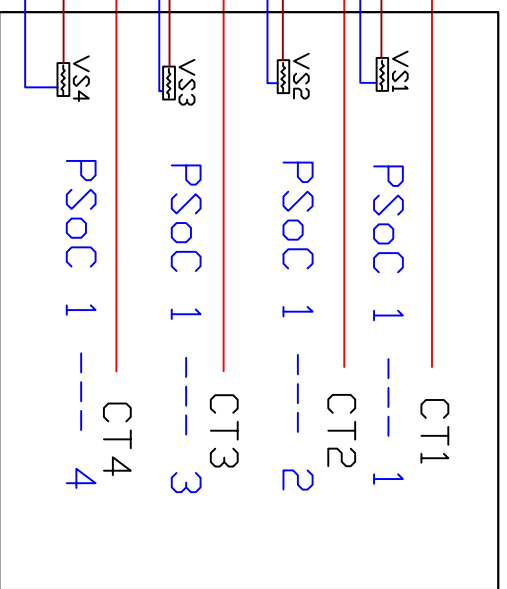 VS1
PSoC 1 ---- 1
CT1
VS2
PSoC 1 ---- 2
CT2
VS3
PSoC 1 ---- 3
CT3
VS4
PSoC 1 ---- 4
CT4